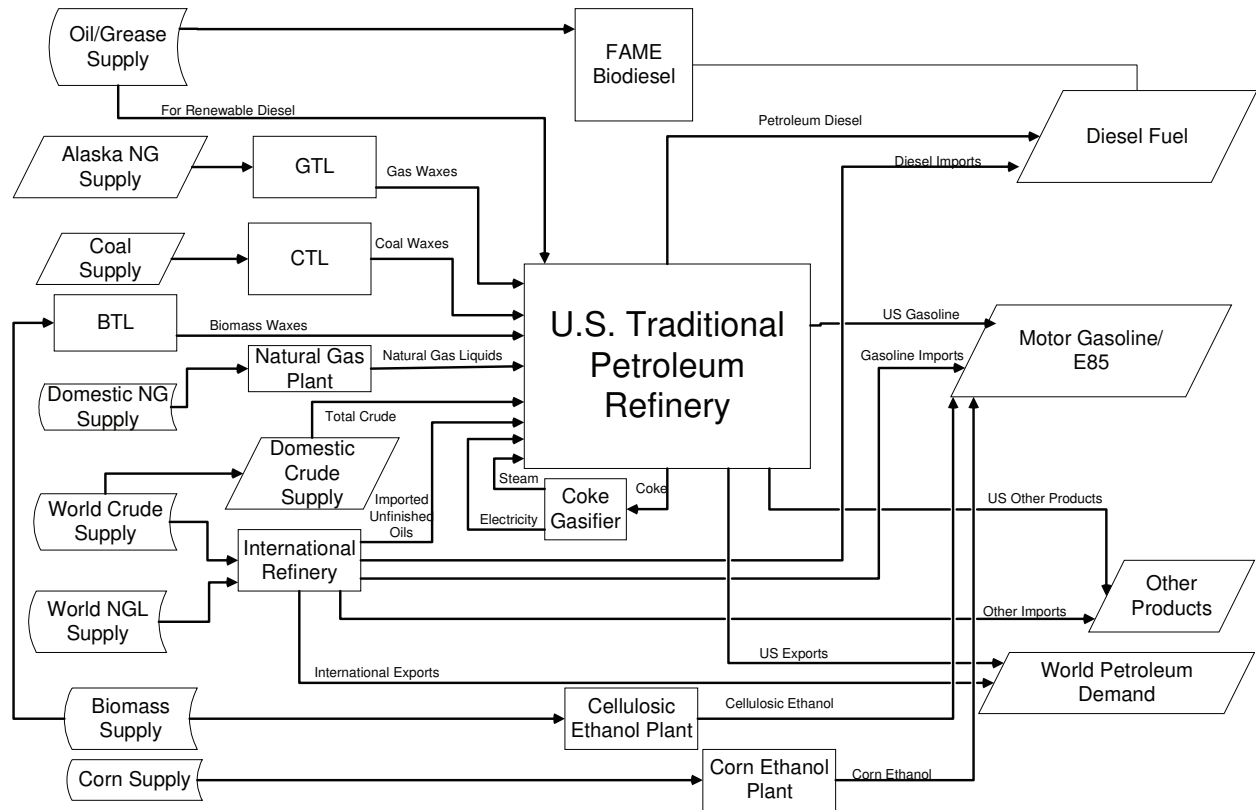 Oil/Grease
Supply
FAME
Biodiesel
For Renewable Diesel
Petroleum Diesel
Diesel Fuel
Diesel Imports
Alaska NG
Supply
GTL
Gas Waxes
Coal
Supply
CTL
Coal Waxes
BTL
Biomass Waxes
U.S. Traditional
Petroleum
Refinery
US Gasoline
Motor Gasoline/
E85
Gasoline Imports
Domestic NG
Supply
Natural Gas
Plant
Natural Gas Liquids
Total Crude
Domestic
Crude
Supply
World Crude
Supply
Imported
Unfinished
Oils
Steam
Electricity
Coke
Gasifier
Coke
US Other Products
International
Refinery
World NGL
Supply
Other Imports
Other
Products
International Exports
US Exports
World Petroleum
Demand
Biomass
Supply
Cellulosic
Ethanol Plant
Cellulosic Ethanol
Corn Supply
Corn Ethanol
Plant
Corn Ethanol